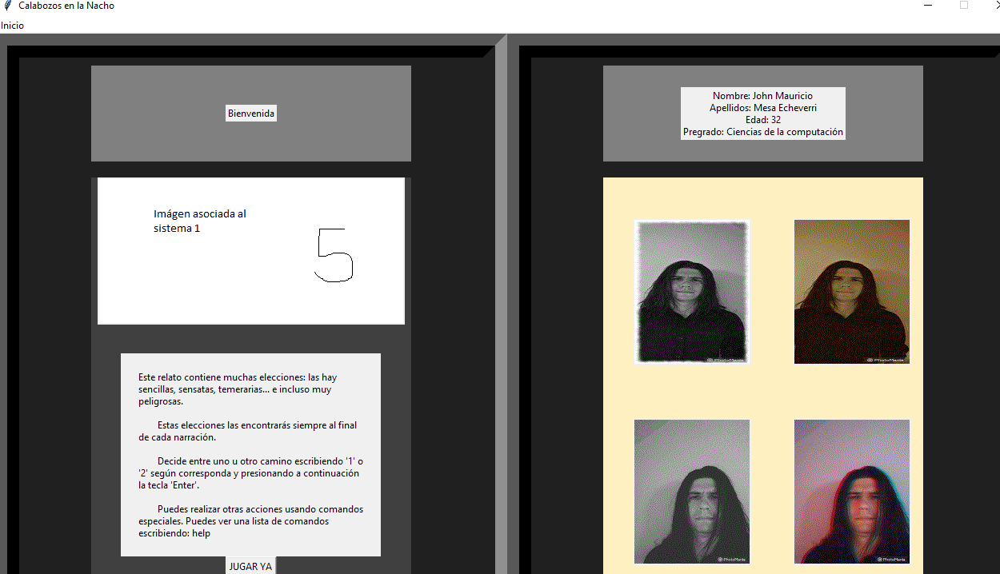 Calabozos en la Nacho
Inicio
Bienvenida
Imágen asociada al
sistema 1
5
Este relato contiene muchas elecciones: las hay
sencillas, sensatas, temerarias... e incluso muy
peligrosas.
Estas elecciones las encontrarás siempre al final
de cada narración.
Decide entre uno u otro camino escribiendo '1' o
'2' según corresponda y presionando a continuación
la tecla 'Enter'.
Puedes realizar otras acciones usando comandos
especiales. Puedes ver una lista de comandos
escribiendo: help
JUGAR YA
Nombre: John Mauricio
Apellidos: Mesa Echeverri
Edad: 32
Pregrado: Ciencias de la computación
PhotoMania
PhotoMania
PhotoMania
PhotoMania